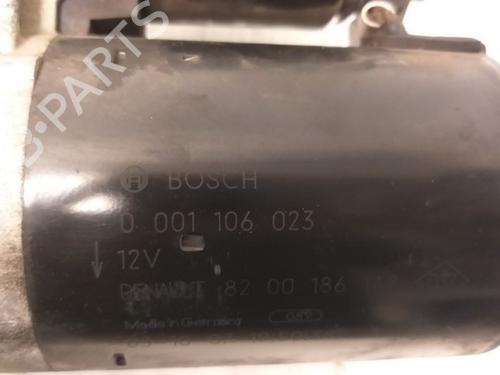 B-PARTS
BOSCH
0 001 106 023
12V
RENAULT 82 00 186
Made in Germany